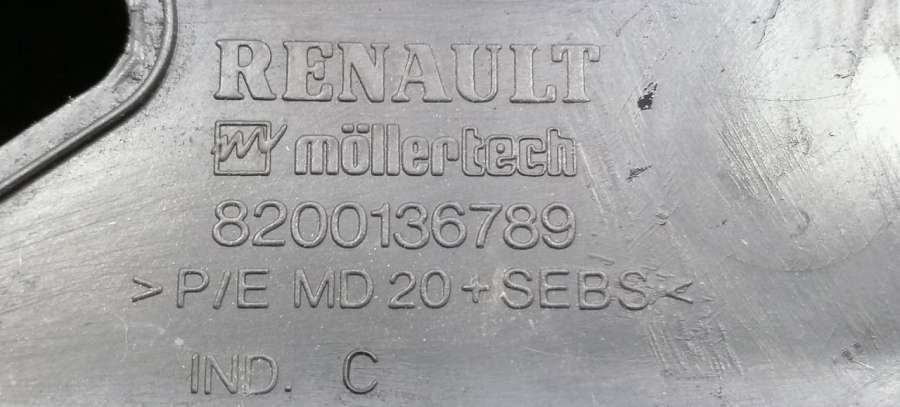 RENAULT
möllertech
8200136789
>P/E MD 20+SEBS<
IND. C